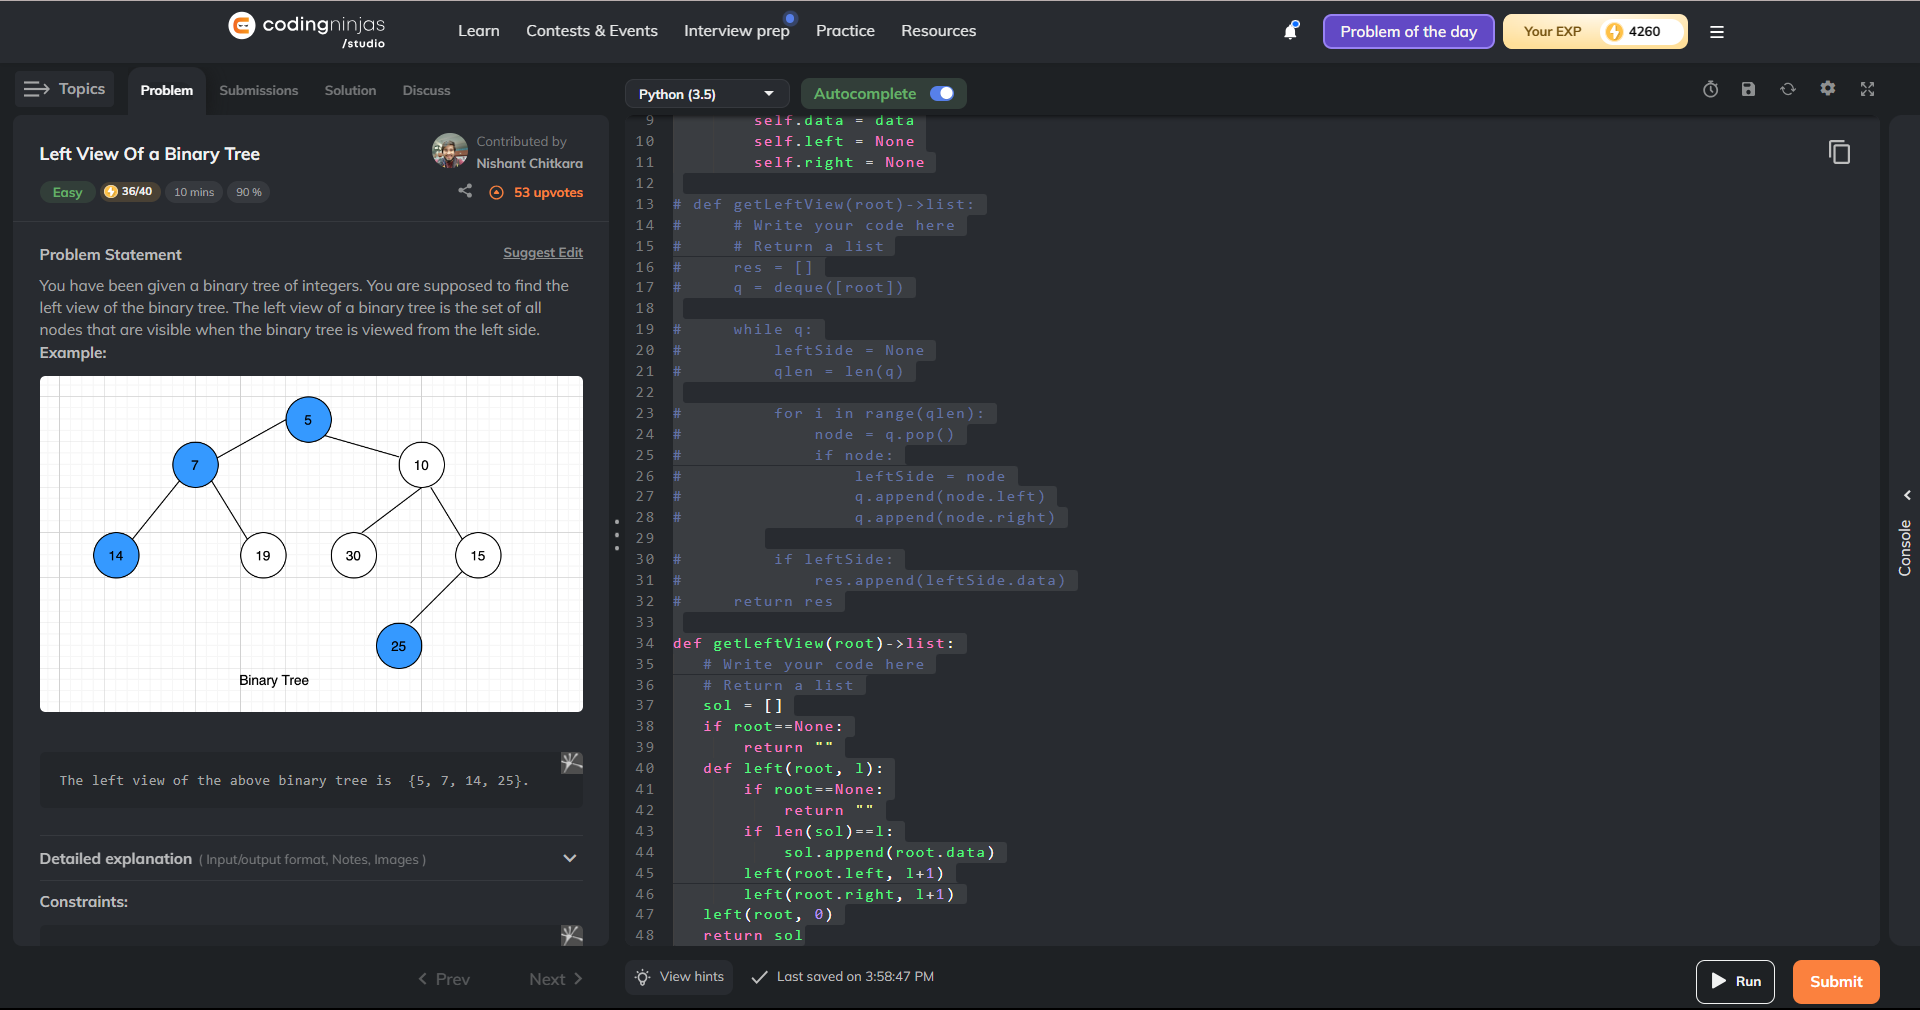 codingninjas
/studio
Learn
Contests & Events
Interview prep
Practice
Resources
Problem of the day
Your EXP
4260
Topics
Problem
Submissions
Solution
Discuss
Left View Of a Binary Tree
Contributed by
Nishant Chitkara
Easy
36/40
10 mins
90 %
53 upvotes
Problem Statement
Suggest Edit
You have been given a binary tree of integers. You are supposed to find the
left view of the binary tree. The left view of a binary tree is the set of all
nodes that are visible when the binary tree is viewed from the left side.
Example:
5
7
10
14
19
30
15
25
Binary Tree
The left view of the above binary tree is  {5, 7, 14, 25}.
Detailed explanation ( Input/output format, Notes, Images )
Constraints:
Prev
Next
Python (3.5)
Autocomplete
9         self.data = data
10        self.left = None
11        self.right = None
12
13 # def getLeftView(root)->list:
14 #     # Write your code here
15 #     # Return a list
16 #     res = []
17 #     q = deque([root])
18
19 #     while q:
20 #         leftSide = None
21 #         qlen = len(q)
22
23 #         for i in range(qlen):
24 #             node = q.pop()
25 #             if node:
26 #                 leftSide = node
27 #                 q.append(node.left)
28 #                 q.append(node.right)
29
30 #         if leftSide:
31 #             res.append(leftSide.data)
32 #     return res
33
34 def getLeftView(root)->list:
35    # Write your code here
36    # Return a list
37    sol = []
38    if root==None:
39        return ""
40    def left(root, l):
41        if root==None:
42            return ""
43        if len(sol)==l:
44            sol.append(root.data)
45        left(root.left, l+1)
46        left(root.right, l+1)
47    left(root, 0)
48    return sol
Console
View hints
Last saved on 3:58:47 PM
Run
Submit